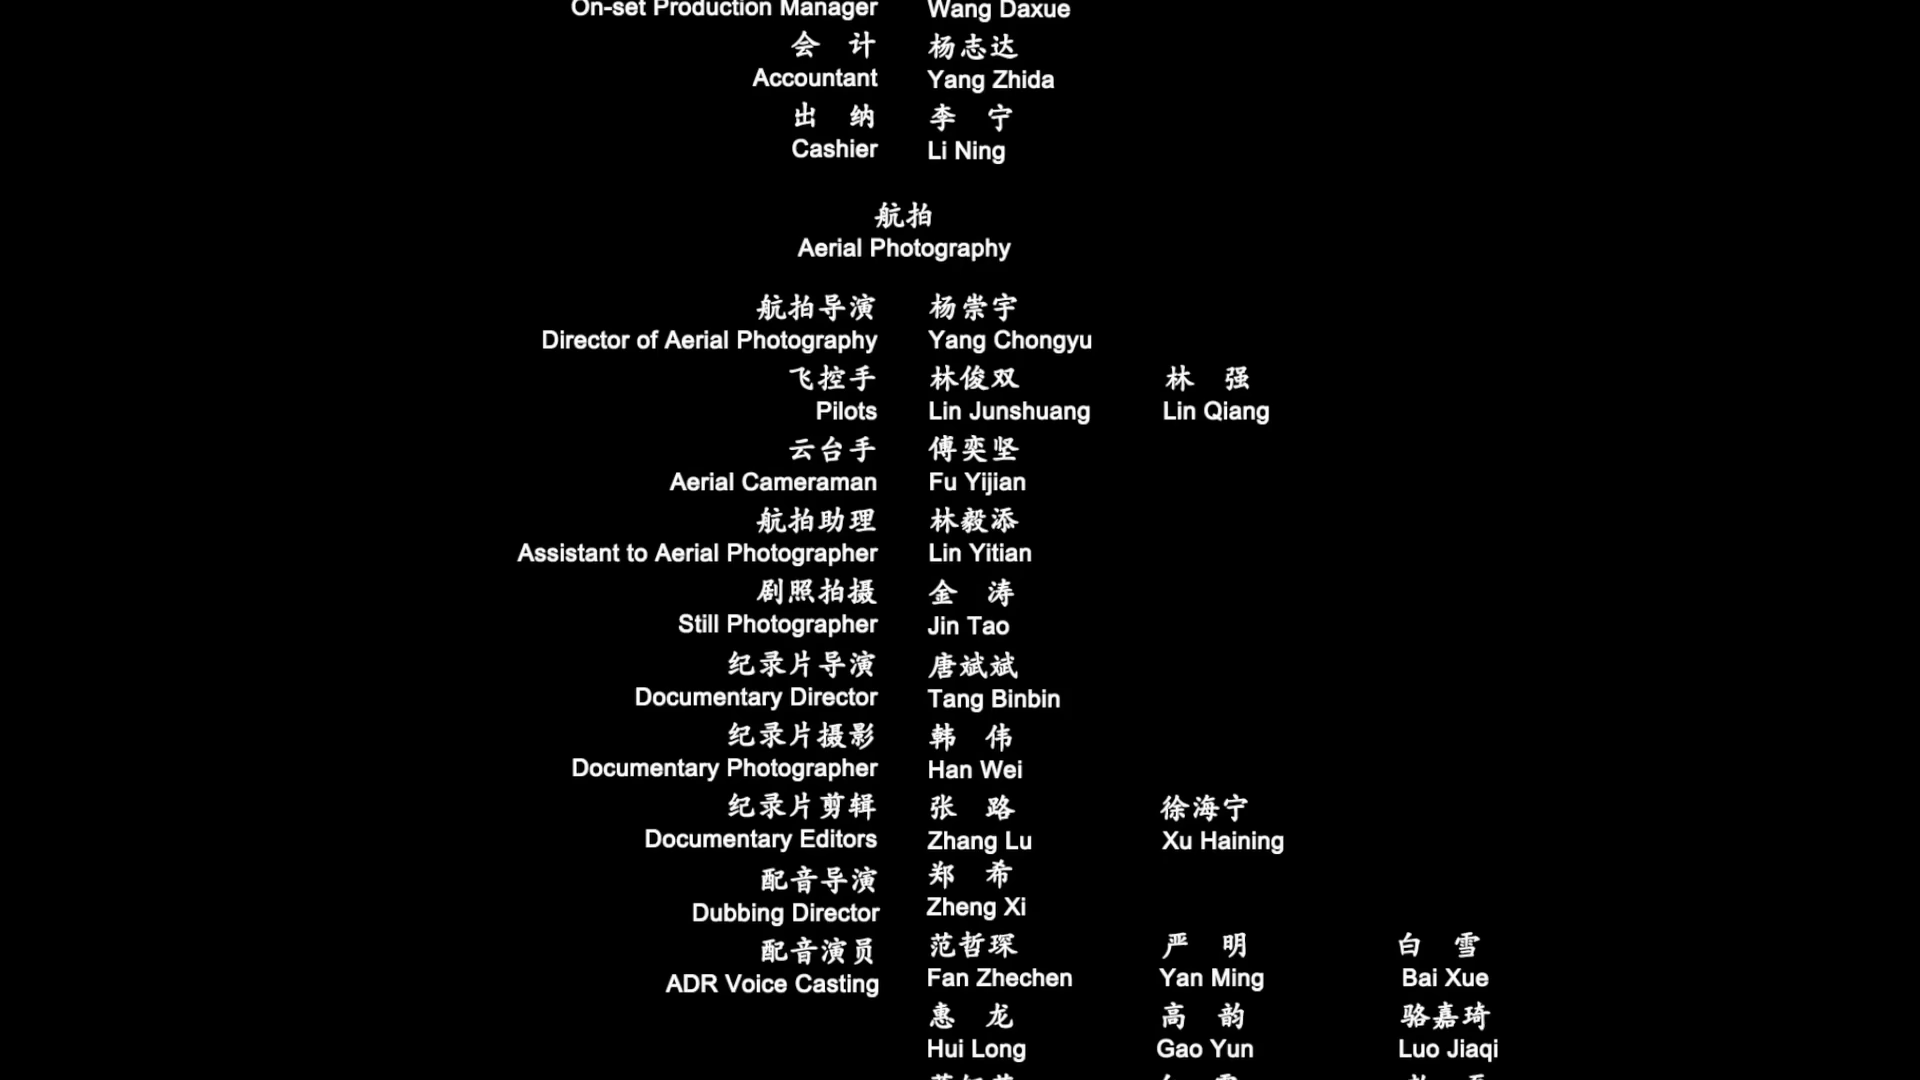 On-set Production Manager Wang Daxue
会 计 杨志达
Accountant Yang Zhida
出 纳 李 宁
Cashier Li Ning
航拍
Aerial Photography
航拍导演 杨崇宇
Director of Aerial Photography Yang Chongyu
飞控手 林俊双 林 强
Pilots Lin Junshuang Lin Qiang
云台手 傅奕坚
Aerial Cameraman Fu Yijian
航拍助理 林毅添
Assistant to Aerial Photographer Lin Yitian
剧照拍摄 金 涛
Still Photographer Jin Tao
纪录片导演 唐斌斌
Documentary Director Tang Binbin
纪录片摄影 韩 伟
Documentary Photographer Han Wei
纪录片剪辑 张 路 徐海宁
Documentary Editors Zhang Lu Xu Haining
配音导演 郑 希
Dubbing Director Zheng Xi
配音演员 范哲琛 严 明 白 雪
ADR Voice Casting Fan Zhechen Yan Ming Bai Xue
惠 龙 高 韵 骆嘉琦
Hui Long Gao Yun Luo Jiaqi